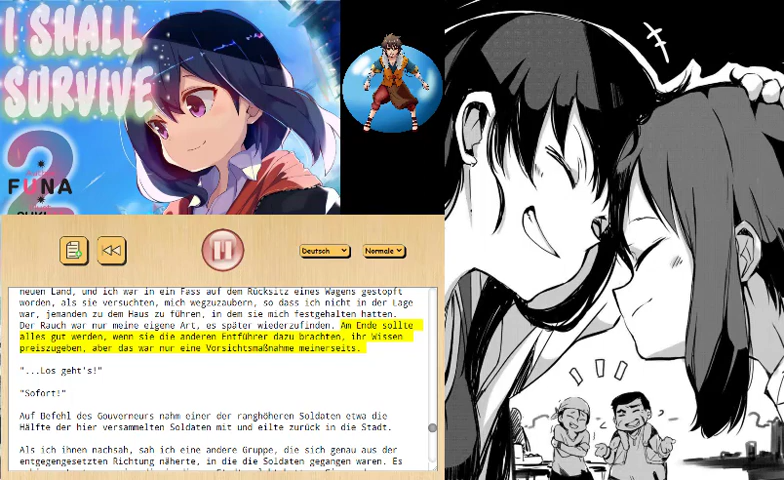 I SHALL
SURVIVE
2
FUNA
Deutsch
Normale
neuen Land, und ich war in ein Fass auf dem Rücksitz eines Wagens gestopft
worden, als sie versuchten, mich wegzuzaubern, so dass ich nicht in der Lage
war, jemanden zu dem Haus zu führen, in dem sie mich festgehalten hatten.
Der Rauch war nur meine eigene Art, es später wiederzufinden. Am Ende sollte
alles gut werden, wenn sie die anderen Entführer dazu brachten, ihr Wissen
preiszugeben, aber das war nur eine Vorsichtsmaßnahme meinerseits.
"...Los geht's!"
"Sofort!"
Auf Befehl des Gouverneurs nahm einer der ranghöheren Soldaten etwa die
Hälfte der hier versammelten Soldaten mit und eilte zurück in die Stadt.
Als ich ihnen nachsah, sah ich eine andere Gruppe, die sich genau aus der
entgegengesetzten Richtung näherte, in die die Soldaten gegangen waren. Es